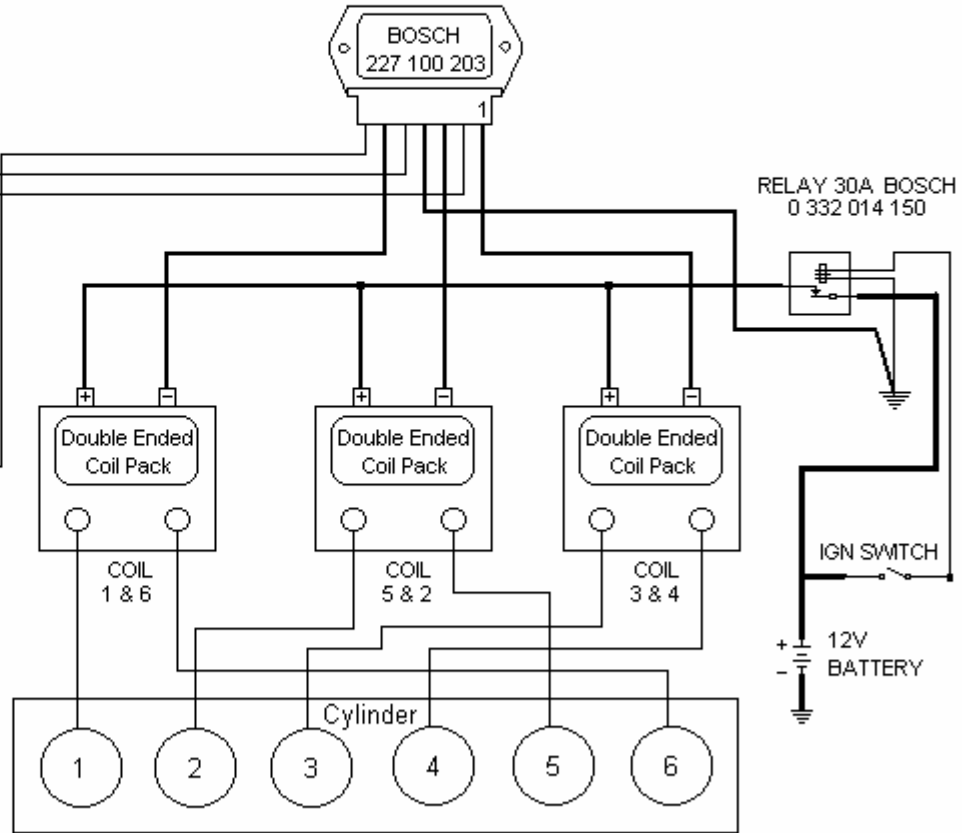 BOSCH
227 100 203
1
RELAY 30A BOSCH
0 332 014 150
+
−
+
−
+
−
Double Ended
Coil Pack
Double Ended
Coil Pack
Double Ended
Coil Pack
COIL
1 & 6
COIL
5 & 2
COIL
3 & 4
IGN SWITCH
+
−
12V
BATTERY
Cylinder
1
2
3
4
5
6